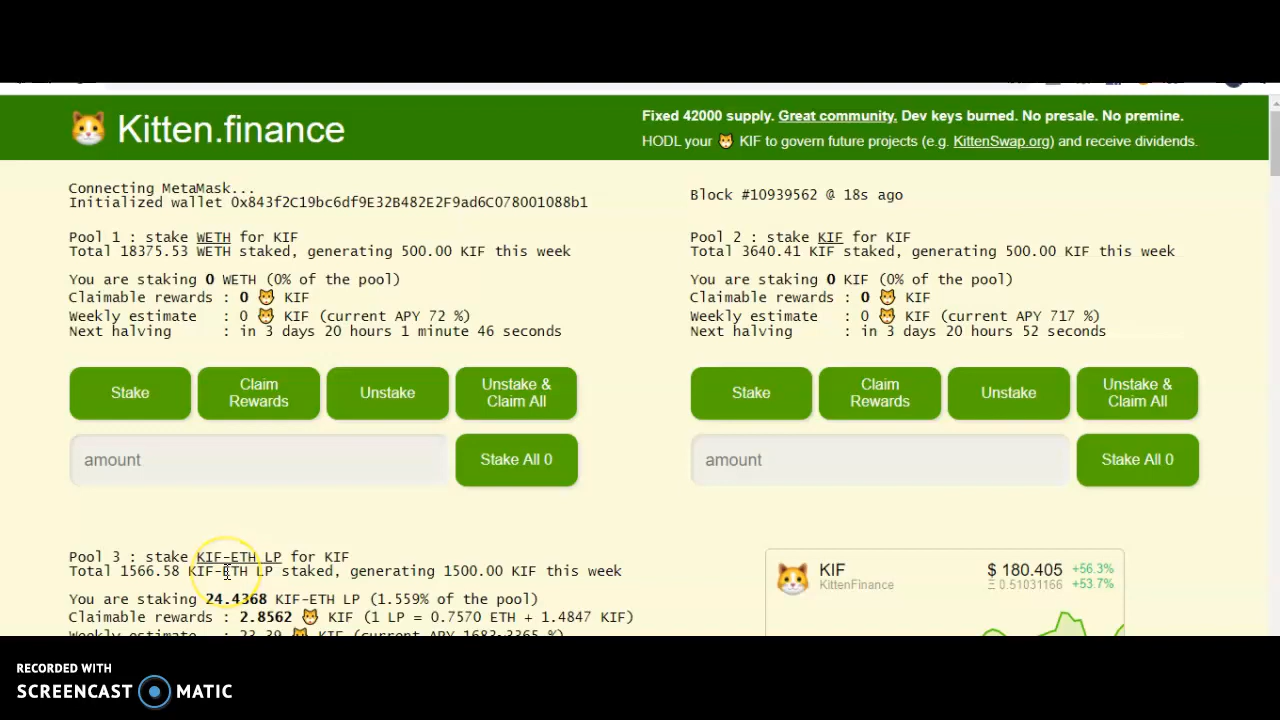 Kitten.finance
Fixed 42000 supply. Great community. Dev keys burned. No presale. No premine.
HODL your 🐱 KIF to govern future projects (e.g. KittenSwap.org) and receive dividends.
Connecting MetaMask...
Initialized wallet 0x843f2C19bc6df9E32B482E2F9ad6C078001088b1
Block #10939562 @ 18s ago
Pool 1 : stake WETH for KIF
Total 18375.53 WETH staked, generating 500.00 KIF this week
You are staking 0 WETH (0% of the pool)
Claimable rewards : 0 🐱 KIF
Weekly estimate : 0 🐱 KIF (current APY 72 %)
Next halving : in 3 days 20 hours 1 minute 46 seconds
Stake
Claim
Rewards
Unstake
Unstake &
Claim All
amount
Stake All 0
Pool 2 : stake KIF for KIF
Total 3640.41 KIF staked, generating 500.00 KIF this week
You are staking 0 KIF (0% of the pool)
Claimable rewards : 0 🐱 KIF
Weekly estimate : 0 🐱 KIF (current APY 717 %)
Next halving : in 3 days 20 hours 52 seconds
Stake
Claim
Rewards
Unstake
Unstake &
Claim All
amount
Stake All 0
Pool 3 : stake KIF-ETH LP for KIF
Total 1566.58 KIF-ETH LP staked, generating 1500.00 KIF this week
You are staking 24.4368 KIF-ETH LP (1.559% of the pool)
Claimable rewards : 2.8562 🐱 KIF (1 LP = 0.7570 ETH + 1.4847 KIF)
Weekly estimate : 23.39 🐱 KIF (current APY 1683~3365 %)
KIF
KittenFinance
$ 180.405 +56.3%
Ξ 0.51031166 +53.7%
RECORDED WITH
SCREENCAST MATIC